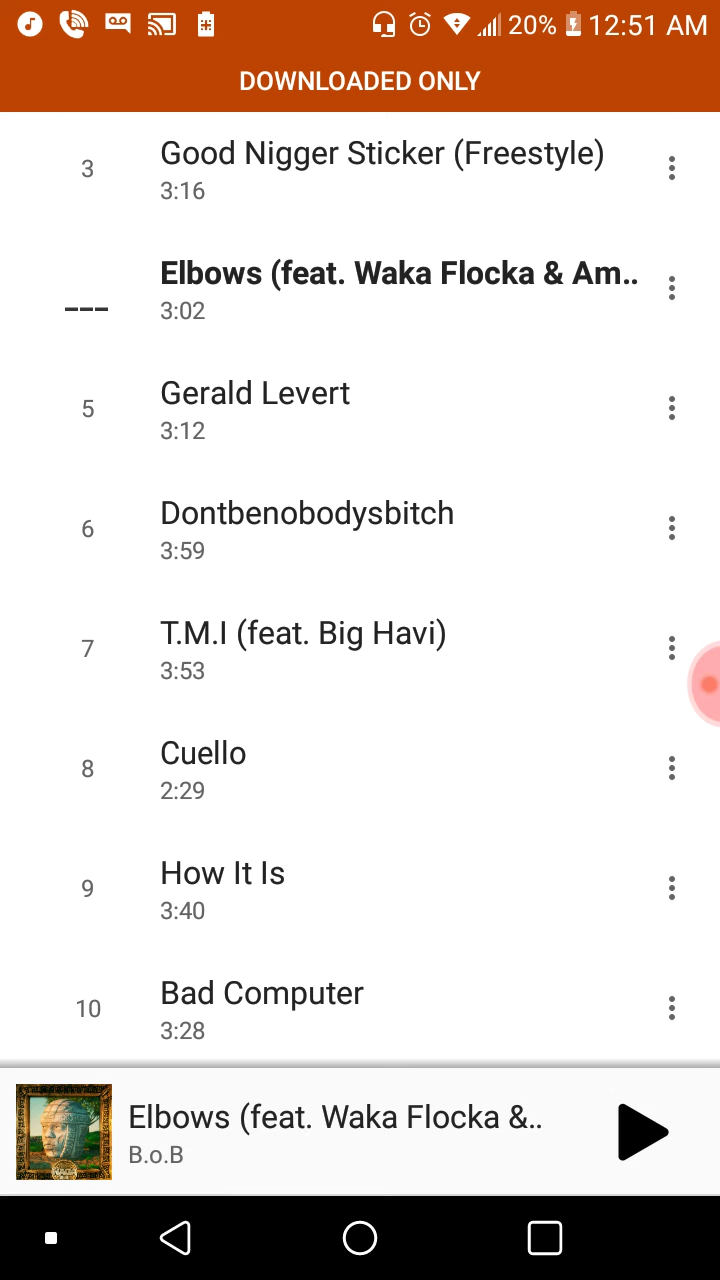 20% 12:51 AM
DOWNLOADED ONLY
3 Good Nigger Sticker (Freestyle)
3:16
Elbows (feat. Waka Flocka & Am..
3:02
5 Gerald Levert
3:12
6 Dontbenobodysbitch
3:59
7 T.M.I (feat. Big Havi)
3:53
8 Cuello
2:29
9 How It Is
3:40
10 Bad Computer
3:28
Elbows (feat. Waka Flocka &..
B.o.B